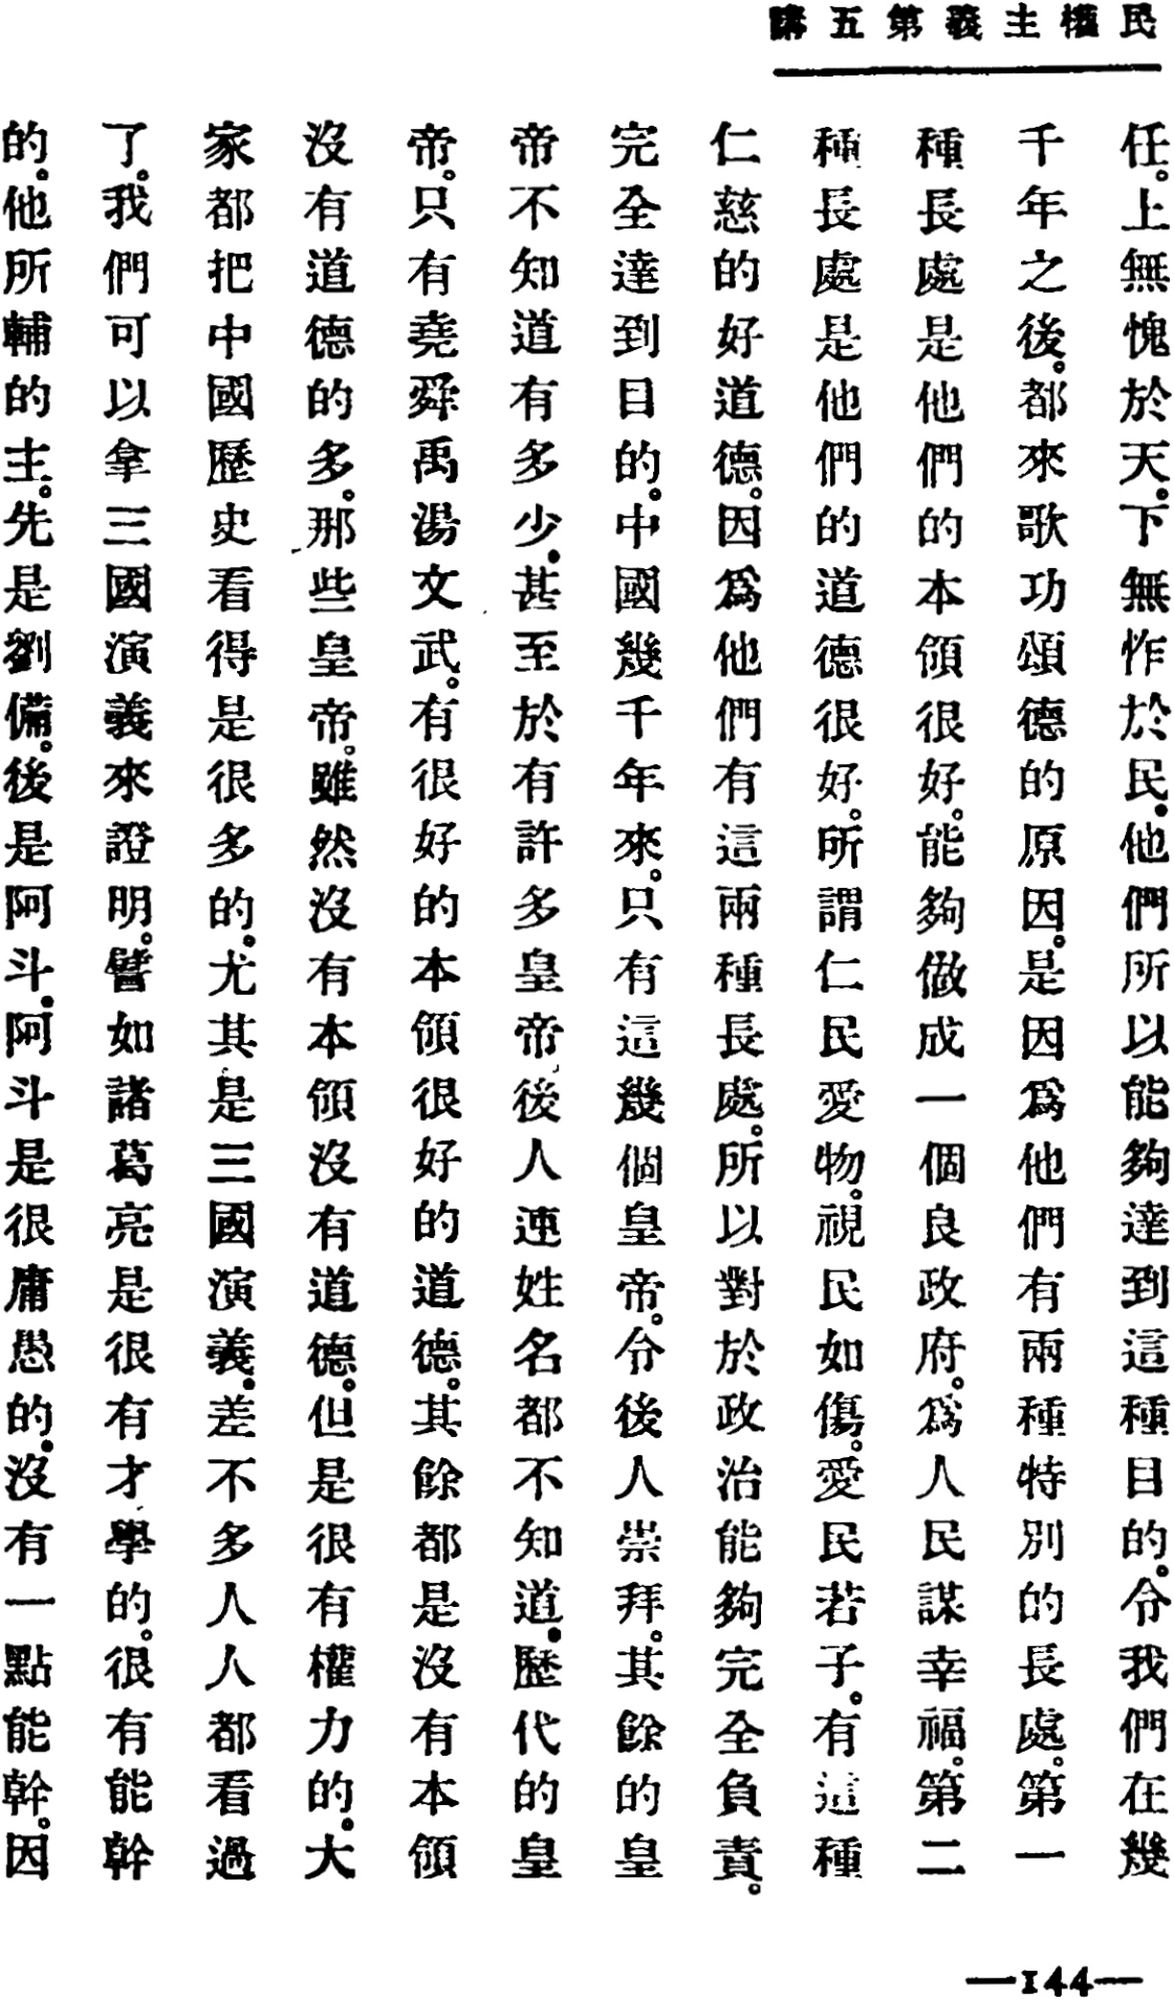 民權主義第五講
任。上無愧於天。下無怍於民。他們所以能夠達到這種目的。令我們在幾
千年之後。都來歌功頌德的原因。是因爲他們有兩種特別的長處。第一
種長處是他們的本領很好。能夠做成一個良政府。爲人民謀幸福。第二
種長處是他們的道德很好。所謂仁民愛物。視民如傷。愛民若子。有這種
仁慈的好道德。因爲他們有這兩種長處。所以對於政治能夠完全負責。
完全達到目的。中國幾千年來。只有這幾個皇帝。令後人崇拜。其餘的皇
帝不知道有多少。甚至於有許多皇帝後人連姓名都不知道。歷代的皇
帝。只有堯舜禹湯文武。有很好的本領很好的道德。其餘都是沒有本領
沒有道德的多。那些皇帝。雖然沒有本領沒有道德。但是很有權力的。大
家都把中國歷史看得是很多的。尤其是三國演義。差不多人人都看過
了。我們可以拿三國演義來證明。譬如諸葛亮是很有才學的。很有能幹
的。他所輔的主。先是劉備。後是阿斗。阿斗是很庸愚的。沒有一點能幹。因
—144—